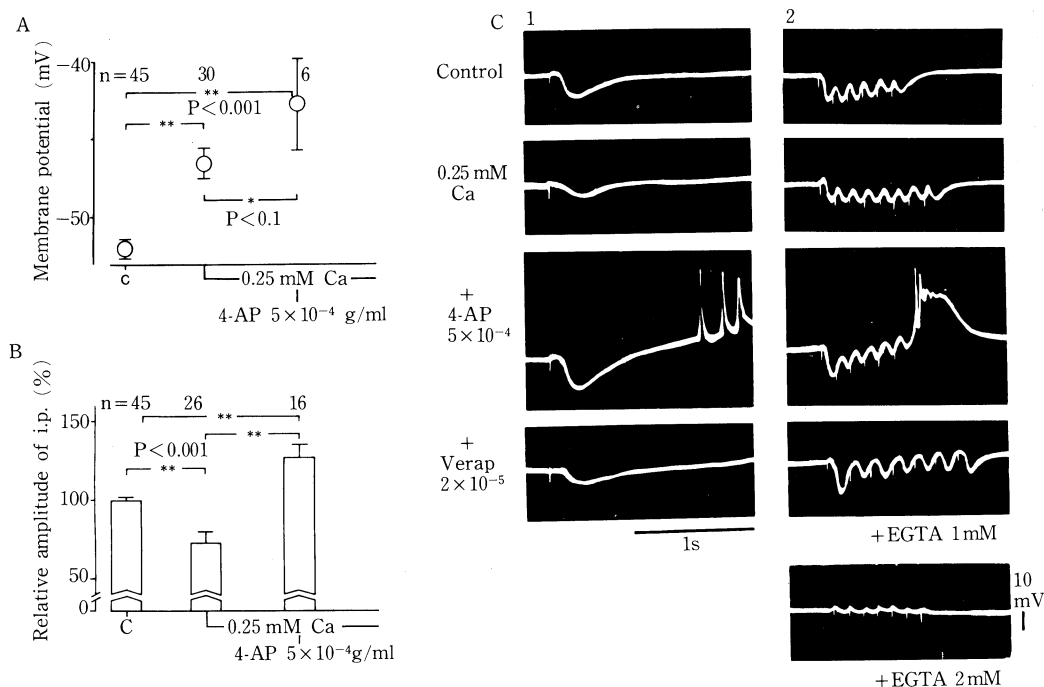 A
Membrane potential (mV)
−40
−50
n=45 30 6
**
P<0.001
**
*
P<0.1
c
0.25 mM Ca
4-AP 5×10⁻⁴ g/ml
B
Relative amplitude of i.p. (%)
150
100
50
0
n=45 26 16
**
**
P<0.001
**
C
0.25 mM Ca
4-AP 5×10⁻⁴g/ml
C
1
2
Control
0.25 mM
Ca
+
4-AP
5×10⁻⁴
+
Verap
2×10⁻⁵
1s
+EGTA 1mM
10
mV
+EGTA 2mM